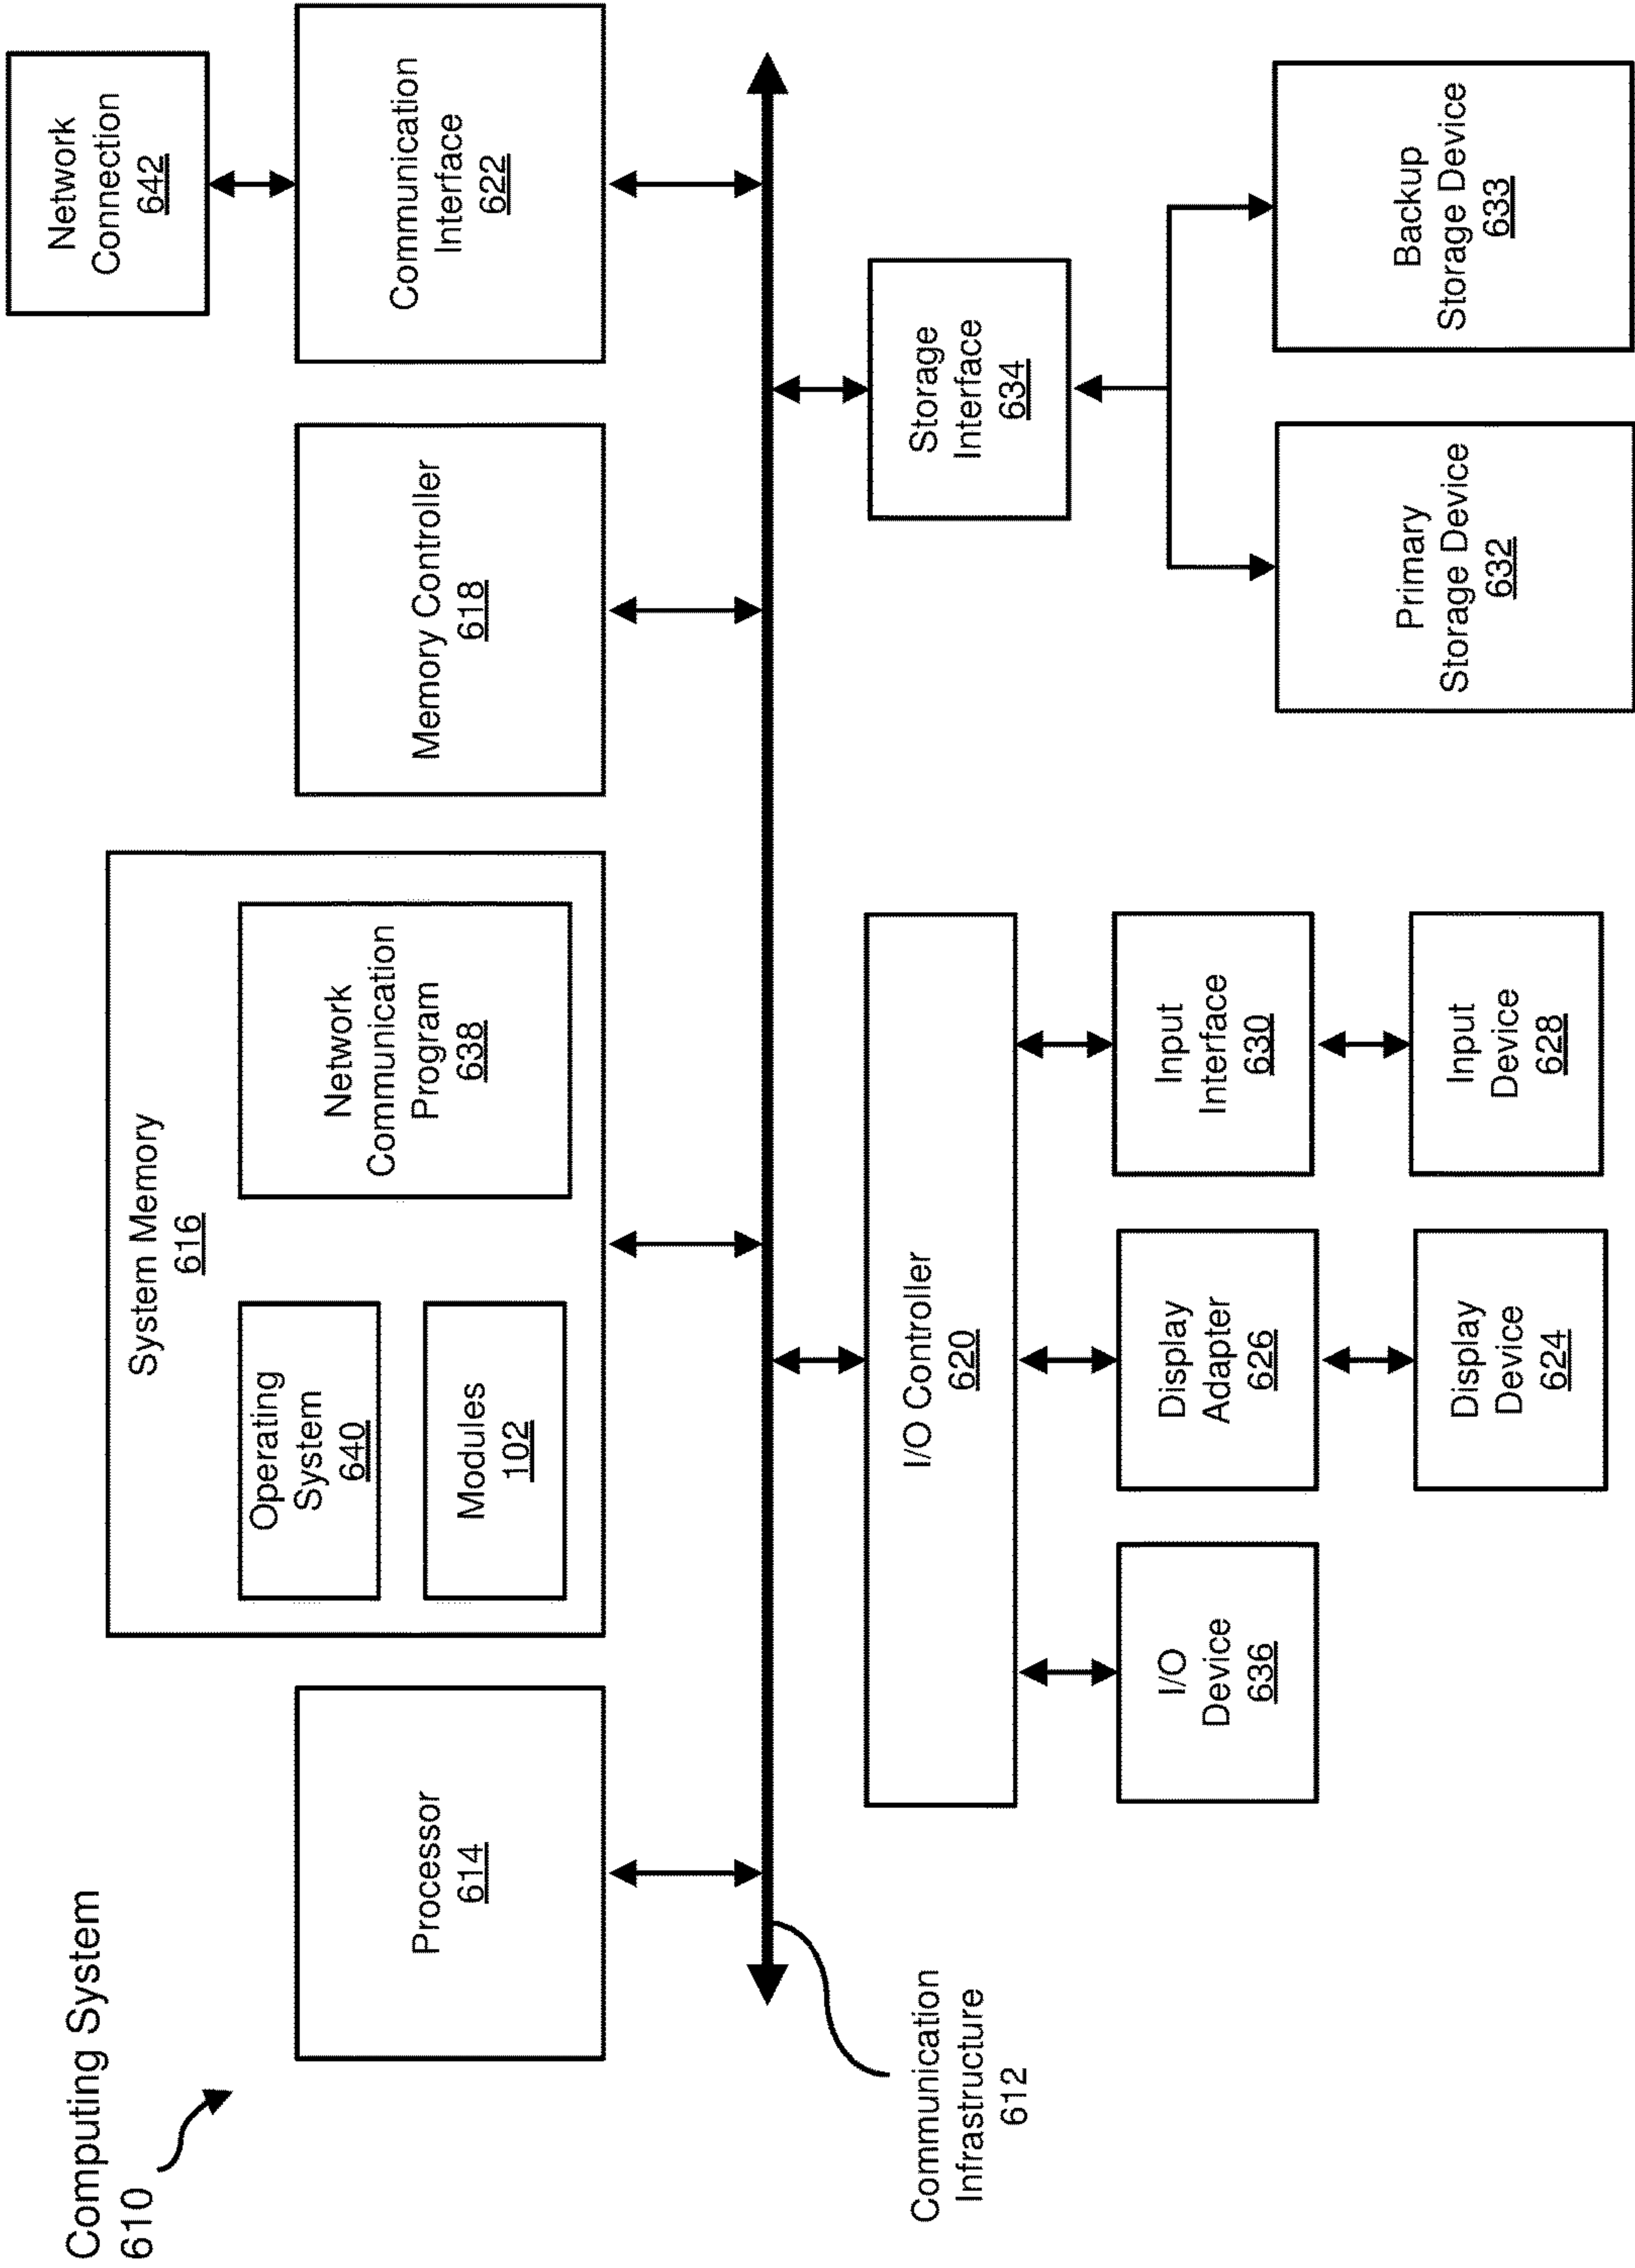 Computing System
610
Processor
614
System Memory
616
Operating
System
640
Modules
102
Network
Communication
Program
638
Memory Controller
618
Network
Connection
642
Communication
Interface
622
Communication
Infrastructure
612
I/O Controller
620
I/O
Device
636
Display
Adapter
626
Display
Device
624
Input
Interface
630
Input
Device
628
Storage
Interface
634
Primary
Storage Device
632
Backup
Storage Device
633